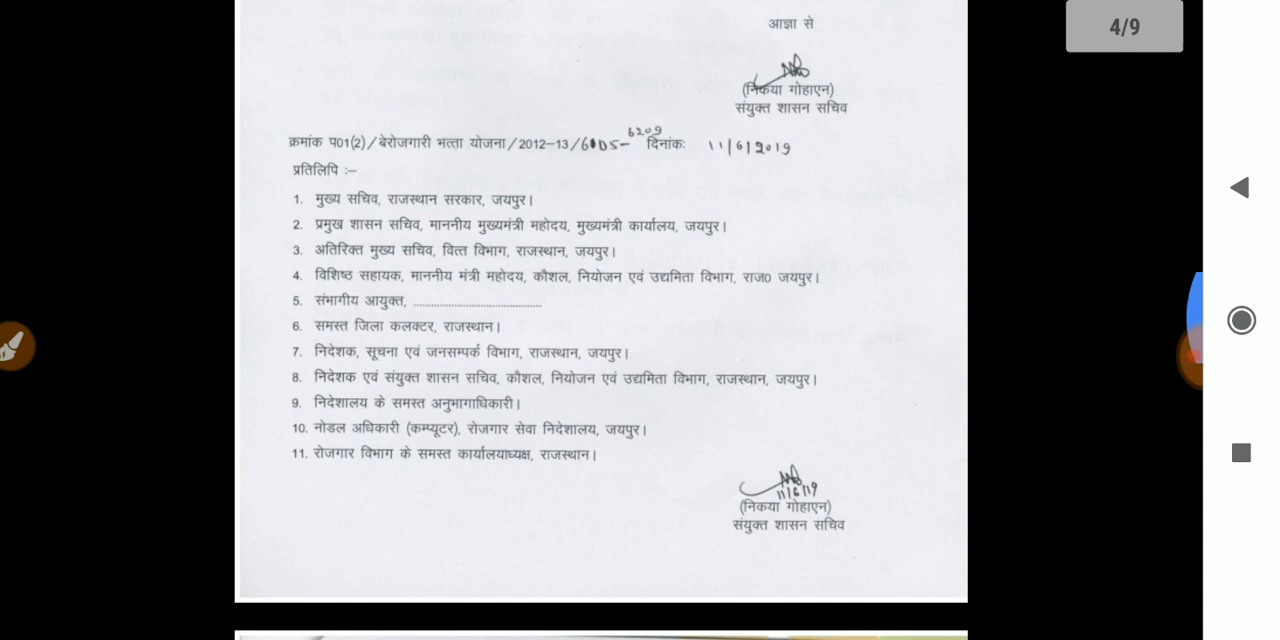 4/9
आज्ञा से
(निकया गोहाएन)
संयुक्त शासन सचिव
क्रमांक प01(2)/बेरोजगारी भत्ता योजना/2012-13/ 6209 दिनांकः 11/6/2019
प्रतिलिपि :–
1. मुख्य सचिव, राजस्थान सरकार, जयपुर।
2. प्रमुख शासन सचिव, माननीय मुख्यमंत्री महोदय, मुख्यमंत्री कार्यालय, जयपुर।
3. अतिरिक्त मुख्य सचिव, वित्त विभाग, राजस्थान, जयपुर।
4. विशिष्ठ सहायक, माननीय मंत्री महोदय, कौशल, नियोजन एवं उद्यमिता विभाग, राज0 जयपुर।
5. संभागीय आयुक्त, ........................................
6. समस्त जिला कलक्टर, राजस्थान।
7. निदेशक, सूचना एवं जनसम्पर्क विभाग, राजस्थान, जयपुर।
8. निदेशक एवं संयुक्त शासन सचिव, कौशल, नियोजन एवं उद्यमिता विभाग, राजस्थान, जयपुर।
9. निदेशालय के समस्त अनुभागाधिकारी।
10. नोडल अधिकारी (कम्प्यूटर), रोजगार सेवा निदेशालय, जयपुर।
11. रोजगार विभाग के समस्त कार्यालयाध्यक्ष, राजस्थान।
11/6/19
(निकया गोहाएन)
संयुक्त शासन सचिव